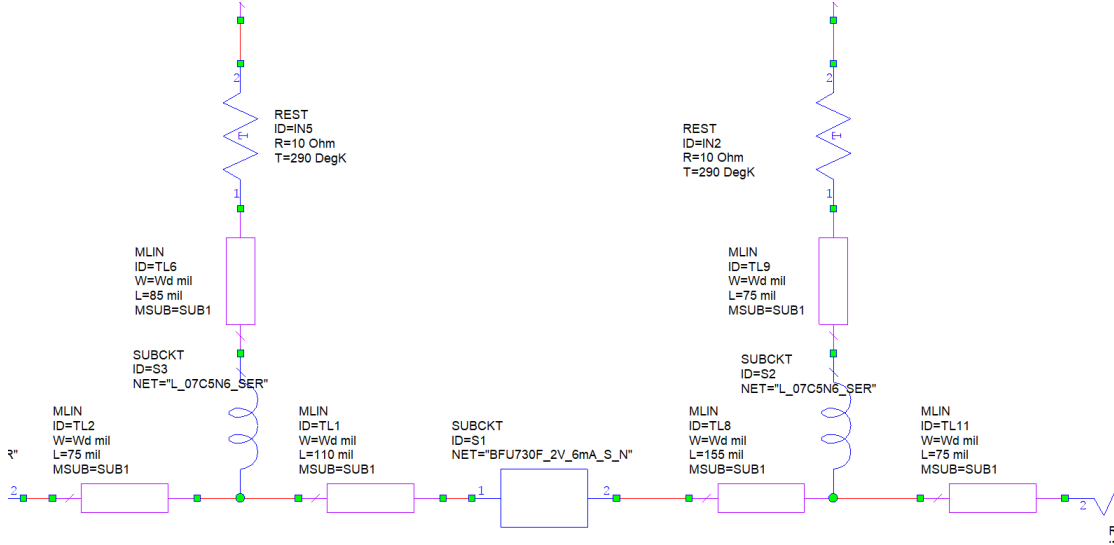 2
2
REST
ID=IN5
R=10 Ohm
T=290 DegK
REST
ID=IN2
R=10 Ohm
T=290 DegK
1
1
MLIN
ID=TL6
W=Wd mil
L=85 mil
MSUB=SUB1
MLIN
ID=TL9
W=Wd mil
L=75 mil
MSUB=SUB1
SUBCKT
ID=S3
NET="L_07C5N6_SER"
SUBCKT
ID=S2
NET="L_07C5N6_SER"
R"
2
MLIN
ID=TL2
W=Wd mil
L=75 mil
MSUB=SUB1
MLIN
ID=TL1
W=Wd mil
L=110 mil
MSUB=SUB1
SUBCKT
ID=S1
NET="BFU730F_2V_6mA_S_N"
1
2
MLIN
ID=TL8
W=Wd mil
L=155 mil
MSUB=SUB1
MLIN
ID=TL11
W=Wd mil
L=75 mil
MSUB=SUB1
2